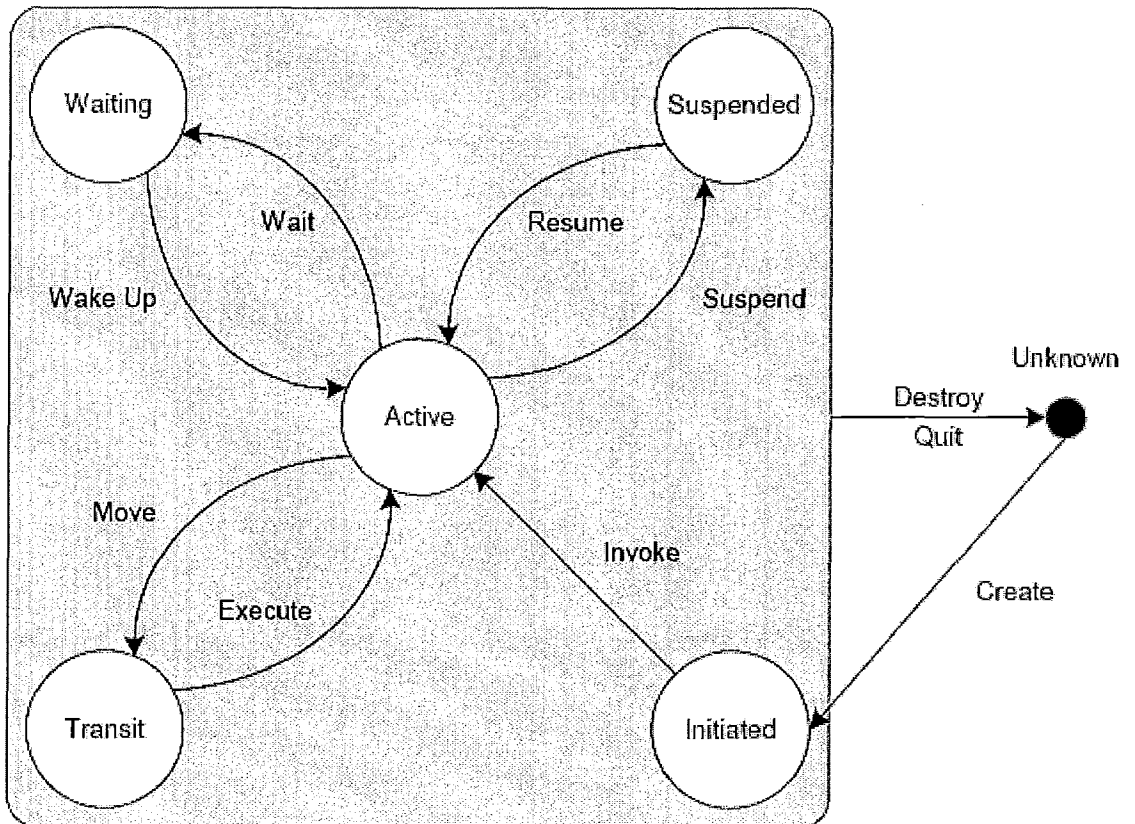 Waiting
Suspended
Wait
Resume
Wake Up
Suspend
Unknown
Destroy
Quit
Active
Move
Invoke
Execute
Create
Transit
Initiated